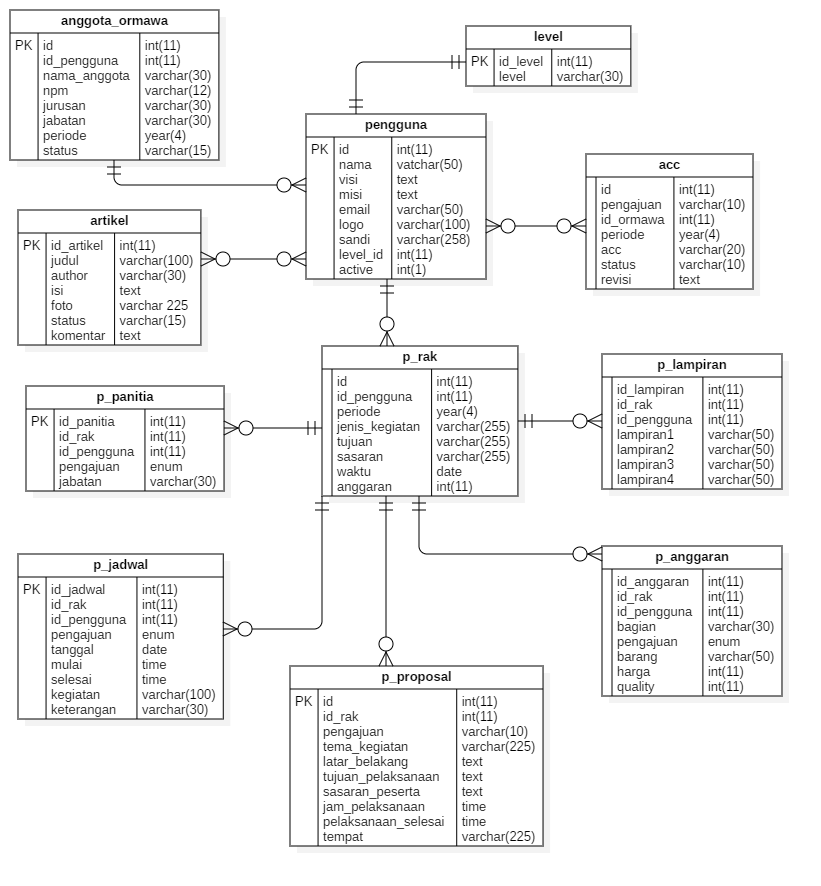 anggota_ormawa
PK id int(11)
id_pengguna int(11)
nama_anggota varchar(30)
npm varchar(12)
jurusan varchar(30)
jabatan varchar(30)
periode year(4)
status varchar(15)
level
PK id_level int(11)
level varchar(30)
pengguna
PK id int(11)
nama vatchar(50)
visi text
misi text
email varchar(50)
logo varchar(100)
sandi varchar(258)
level_id int(11)
active int(1)
acc
id int(11)
pengajuan varchar(10)
id_ormawa int(11)
periode year(4)
acc varchar(20)
status varchar(10)
revisi text
artikel
PK id_artikel int(11)
judul varchar(100)
author varchar(30)
isi text
foto varchar 225
status varchar(15)
komentar text
p_rak
id int(11)
id_pengguna int(11)
periode year(4)
jenis_kegiatan varchar(255)
tujuan varchar(255)
sasaran varchar(255)
waktu date
anggaran int(11)
p_lampiran
id_lampiran int(11)
id_rak int(11)
id_pengguna int(11)
lampiran1 varchar(50)
lampiran2 varchar(50)
lampiran3 varchar(50)
lampiran4 varchar(50)
p_panitia
PK id_panitia int(11)
id_rak int(11)
id_pengguna int(11)
pengajuan enum
jabatan varchar(30)
p_jadwal
PK id_jadwal int(11)
id_rak int(11)
id_pengguna int(11)
pengajuan enum
tanggal date
mulai time
selesai time
kegiatan varchar(100)
keterangan varchar(30)
p_anggaran
id_anggaran int(11)
id_rak int(11)
id_pengguna int(11)
bagian varchar(30)
pengajuan enum
barang varchar(50)
harga int(11)
quality int(11)
p_proposal
PK id int(11)
id_rak int(11)
pengajuan varchar(10)
tema_kegiatan varchar(225)
latar_belakang text
tujuan_pelaksanaan text
sasaran_peserta text
jam_pelaksanaan time
pelaksanaan_selesai time
tempat varchar(225)